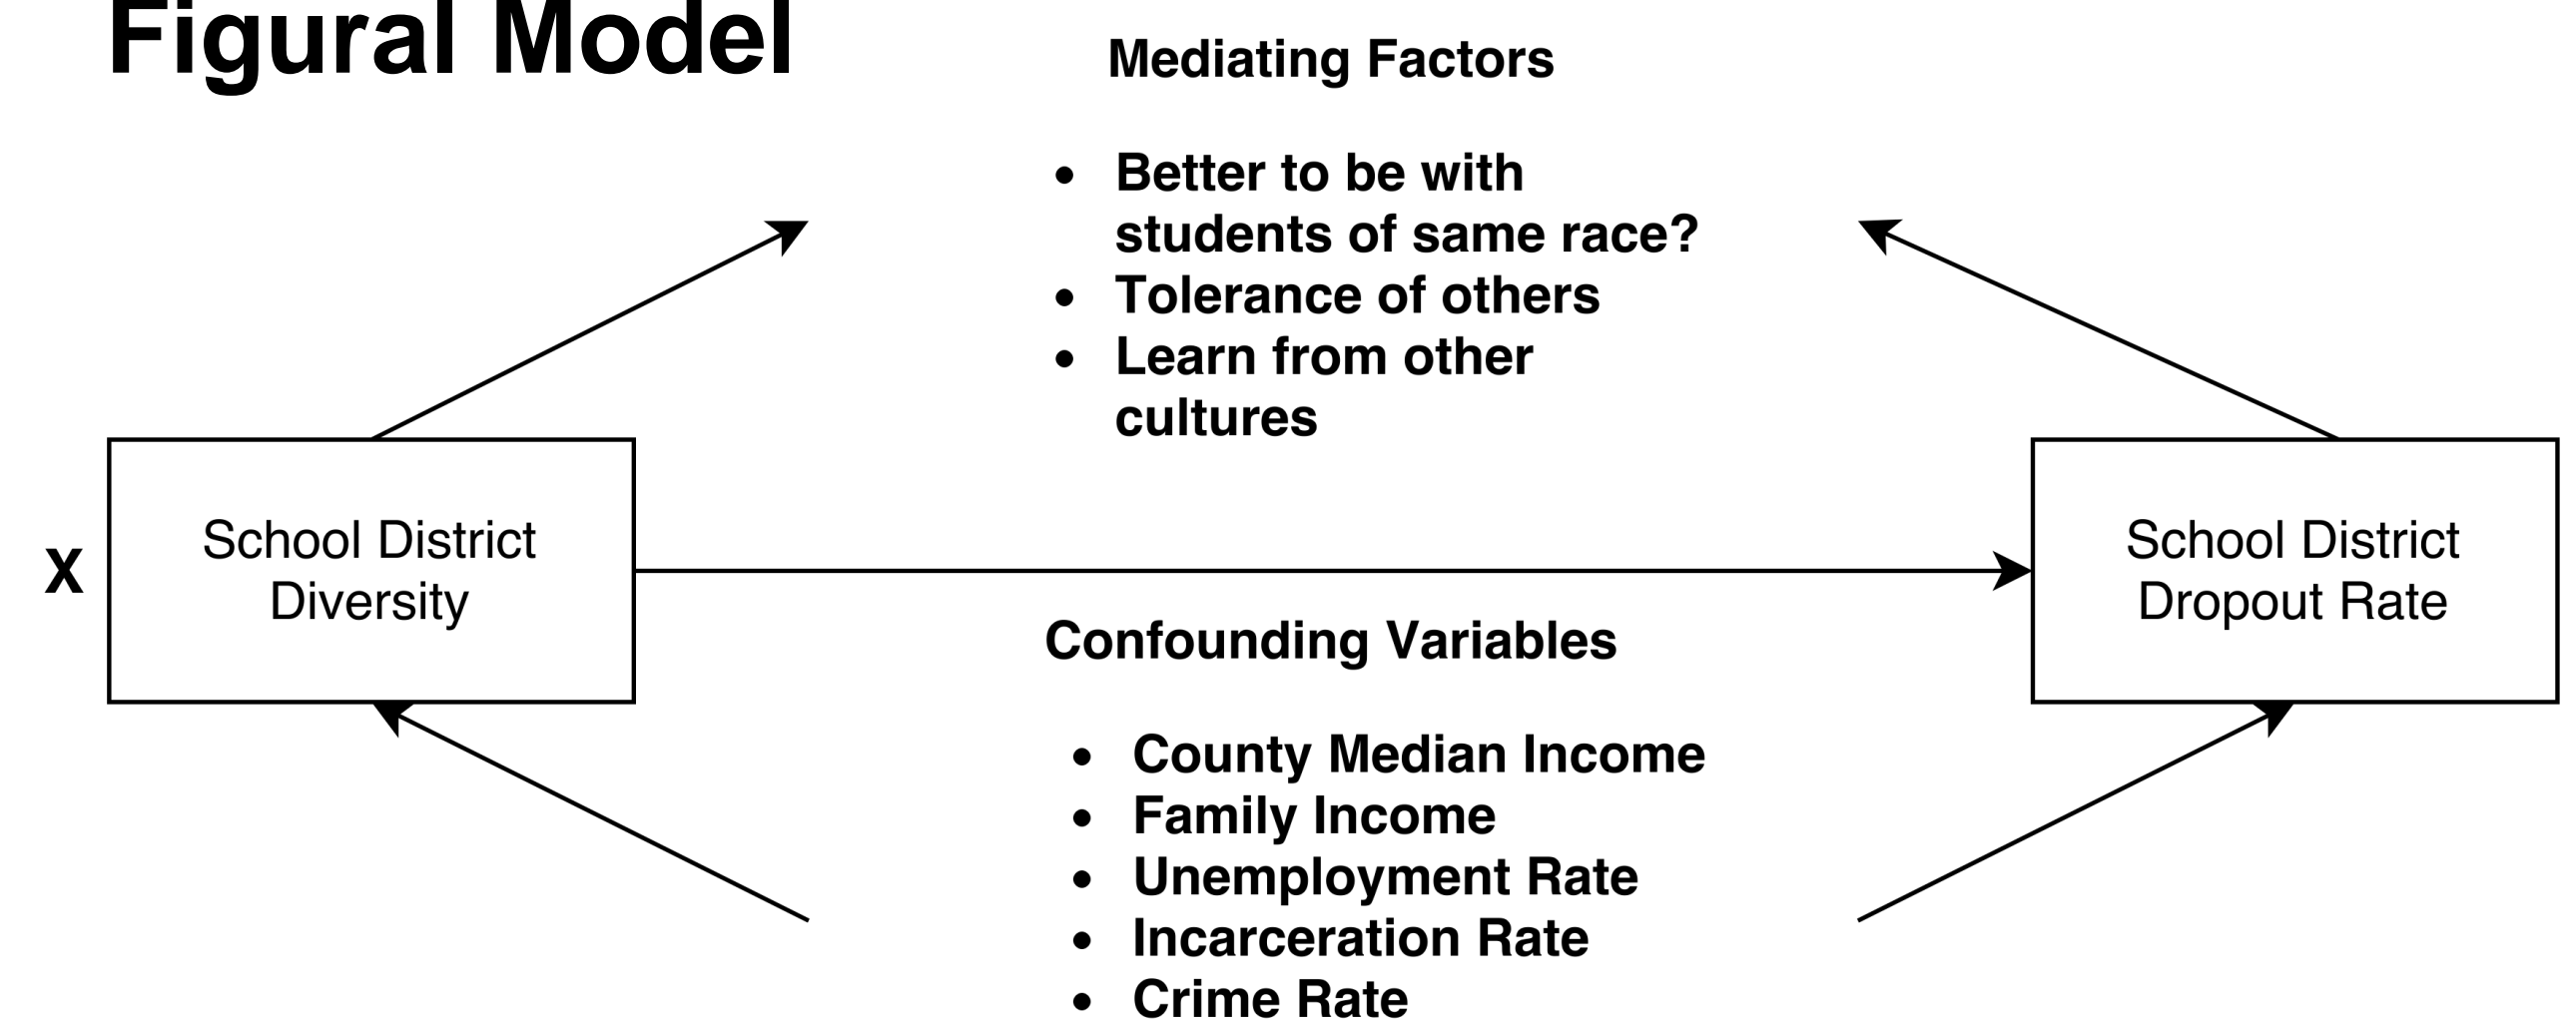 Figural Model
Mediating Factors
• Better to be with
students of same race?
• Tolerance of others
• Learn from other
cultures
X
School District
Diversity
School District
Dropout Rate
Confounding Variables
• County Median Income
• Family Income
• Unemployment Rate
• Incarceration Rate
• Crime Rate